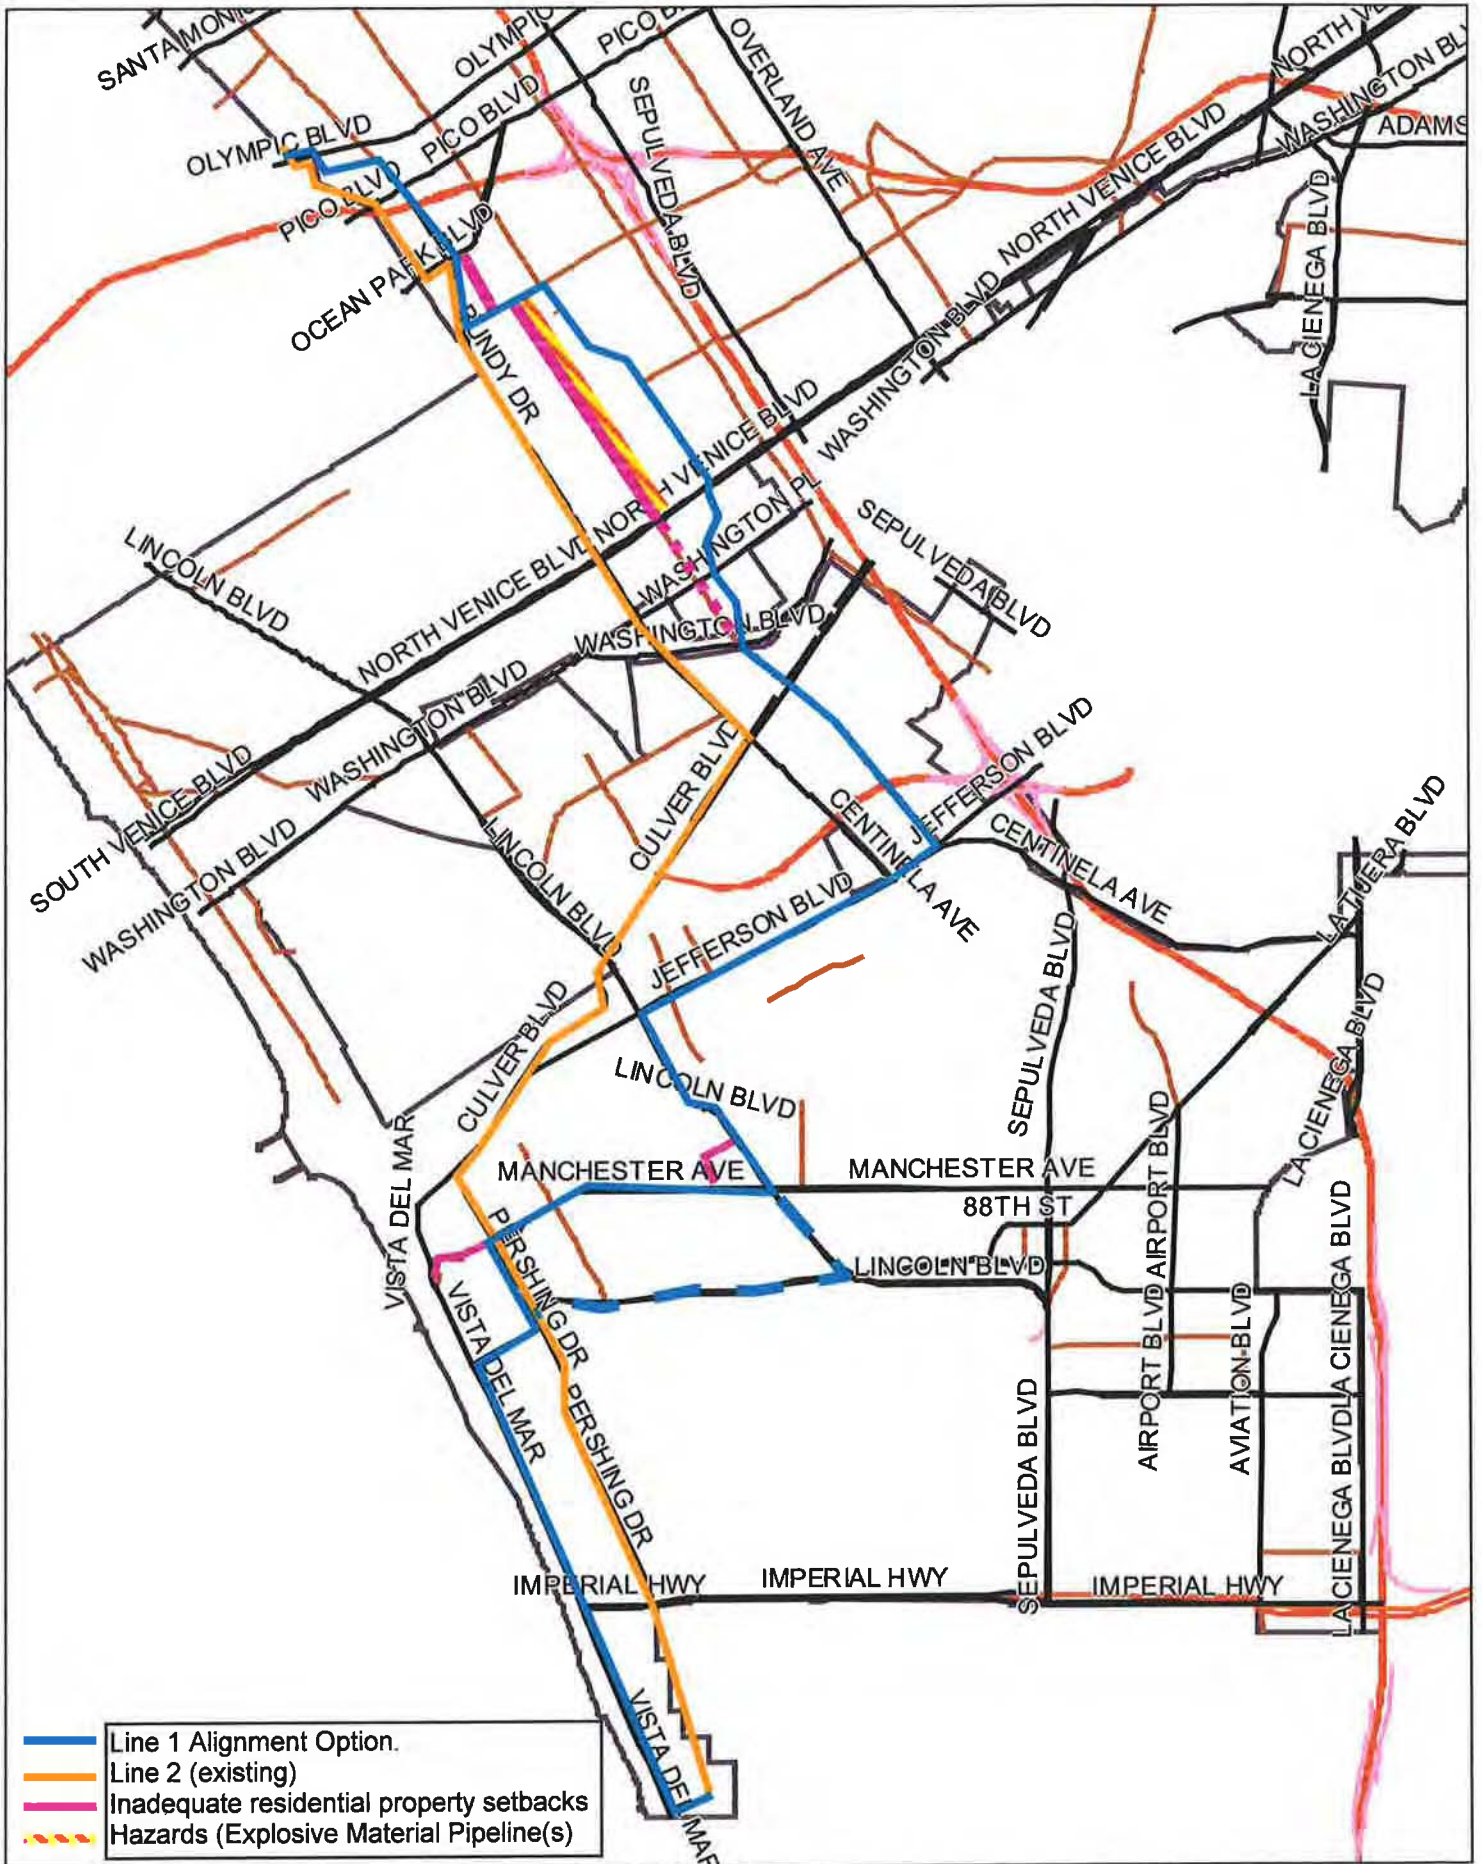 SANTA
OLYMPIC
PICO
OVERLAND AVE
SEPULVEDA BLVD
NORTH
WASHINGTON
ADAMS
OLYMPIC BLVD
PICO BLVD
PICO BLVD
NORTH VENICE BLVD
LA CIENEGA BLVD
OCEAN PARK BLVD
NDY DR
WASHINGTON BLVD
NORTH VENICE BLVD
WASHINGTON PL
SEPULVEDA BLVD
LINCOLN BLVD
NORTH VENICE BLVD
WASHINGTON BLVD
WASHINGTON BLVD
SOUTH VENICE BLVD
WASHINGTON BLVD
CULVER BLVD
CENTINELA AVE
JEFFERSON BLVD
CENTINELA AVE
LA TIJERA BLVD
LINCOLN BLVD
JEFFERSON BLVD
SEPULVEDA BLVD
CULVER BLVD
LINCOLN BLVD
LA CIENEGA BLVD
VISTA DEL MAR
MANCHESTER AVE
MANCHESTER AVE
88TH ST
AIRPORT BLVD
AIRPORT BLVD
LINCOLN BLVD
PERSHING DR
VISTA DEL MAR
PERSHING DR
SEPULVEDA BLVD
AVIATION BLVD
LA CIENEGA BLVD
LA CIENEGA BLVD
IMPERIAL HWY
IMPERIAL HWY
IMPERIAL HWY
VISTA DEL MAR
Line 1 Alignment Option.
Line 2 (existing)
Inadequate residential property setbacks
Hazards (Explosive Material Pipeline(s)